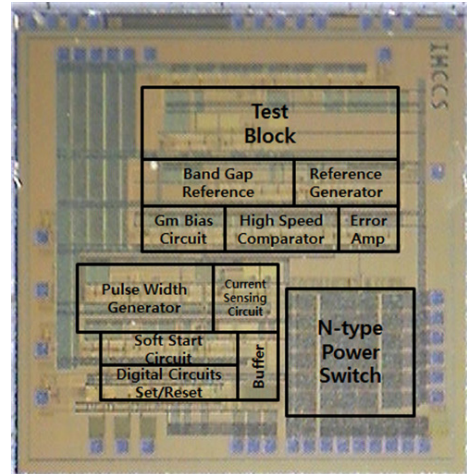 IMCCS
Test
Block
Band Gap
Reference
Reference
Generator
Gm Bias
Circuit
High Speed
Comparator
Error
Amp
Pulse Width
Generator
Current
Sensing
Circuit
Soft Start
Circuit
Digital Circuits
Set/Reset
Buffer
N-type
Power
Switch